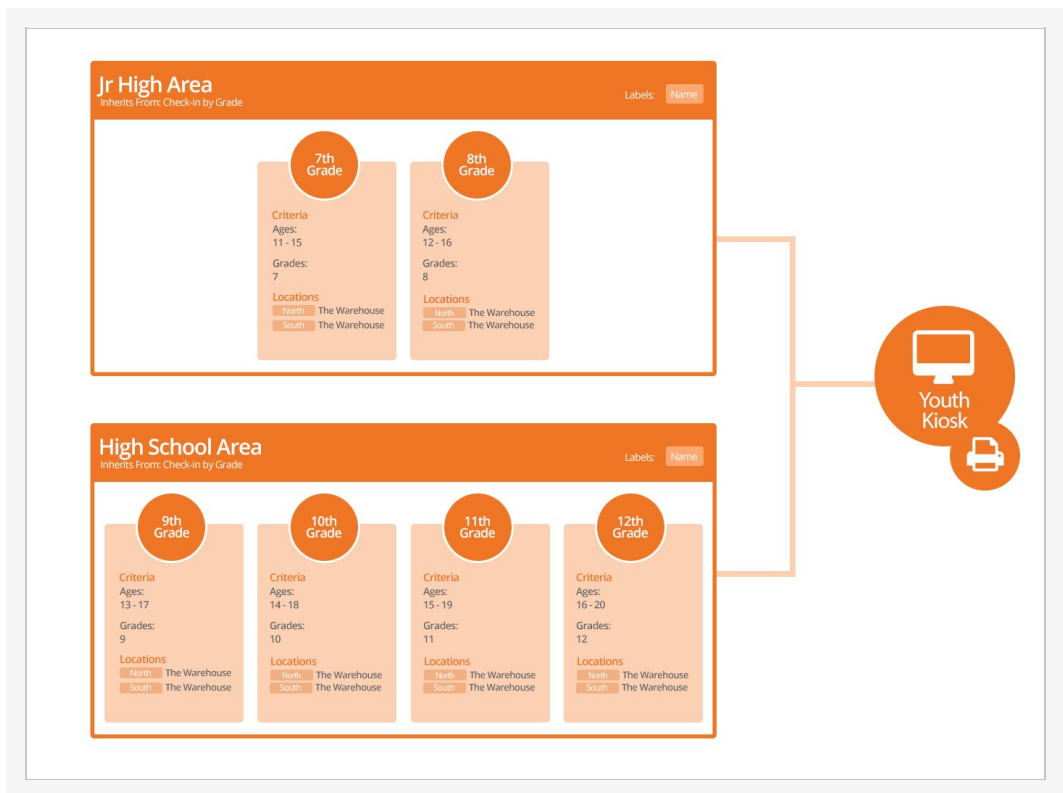 Jr High Area
Inherits From: Check-in by Grade
Labels: Name
7th
Grade
Criteria
Ages:
11 - 15
Grades:
7
Locations
North The Warehouse
South The Warehouse
8th
Grade
Criteria
Ages:
12 - 16
Grades:
8
Locations
North The Warehouse
South The Warehouse
High School Area
Inherits From: Check-in by Grade
Labels: Name
9th
Grade
Criteria
Ages:
13 - 17
Grades:
9
Locations
North The Warehouse
South The Warehouse
10th
Grade
Criteria
Ages:
14 - 18
Grades:
10
Locations
North The Warehouse
South The Warehouse
11th
Grade
Criteria
Ages:
15 - 19
Grades:
11
Locations
North The Warehouse
South The Warehouse
12th
Grade
Criteria
Ages:
16 - 20
Grades:
12
Locations
North The Warehouse
South The Warehouse
Youth
Kiosk